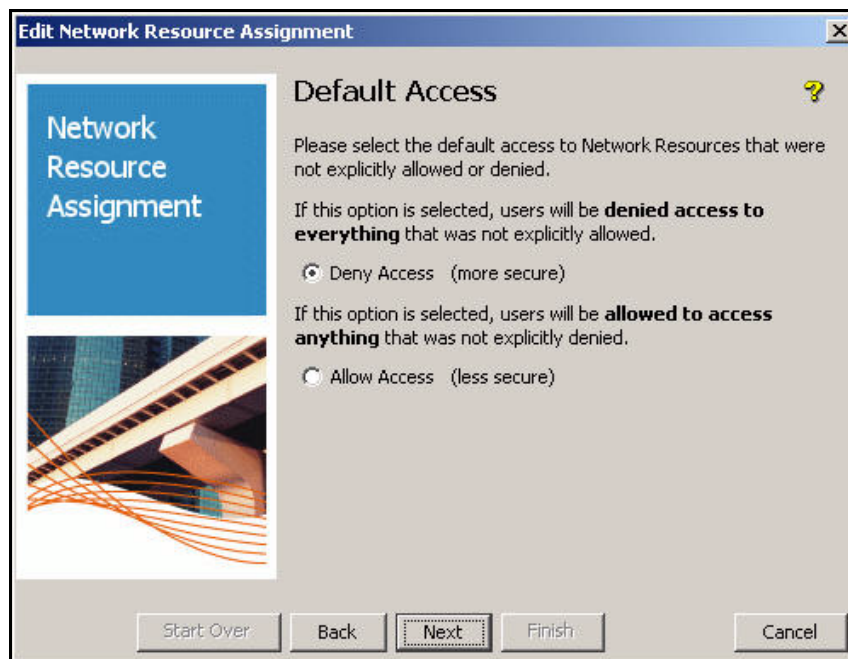 Edit Network Resource Assignment
Network
Resource
Assignment
Default Access
Please select the default access to Network Resources that were
not explicitly allowed or denied.
If this option is selected, users will be denied access to
everything that was not explicitly allowed.
Deny Access (more secure)
If this option is selected, users will be allowed to access
anything that was not explicitly denied.
Allow Access (less secure)
Start Over
Back
Next
Finish
Cancel